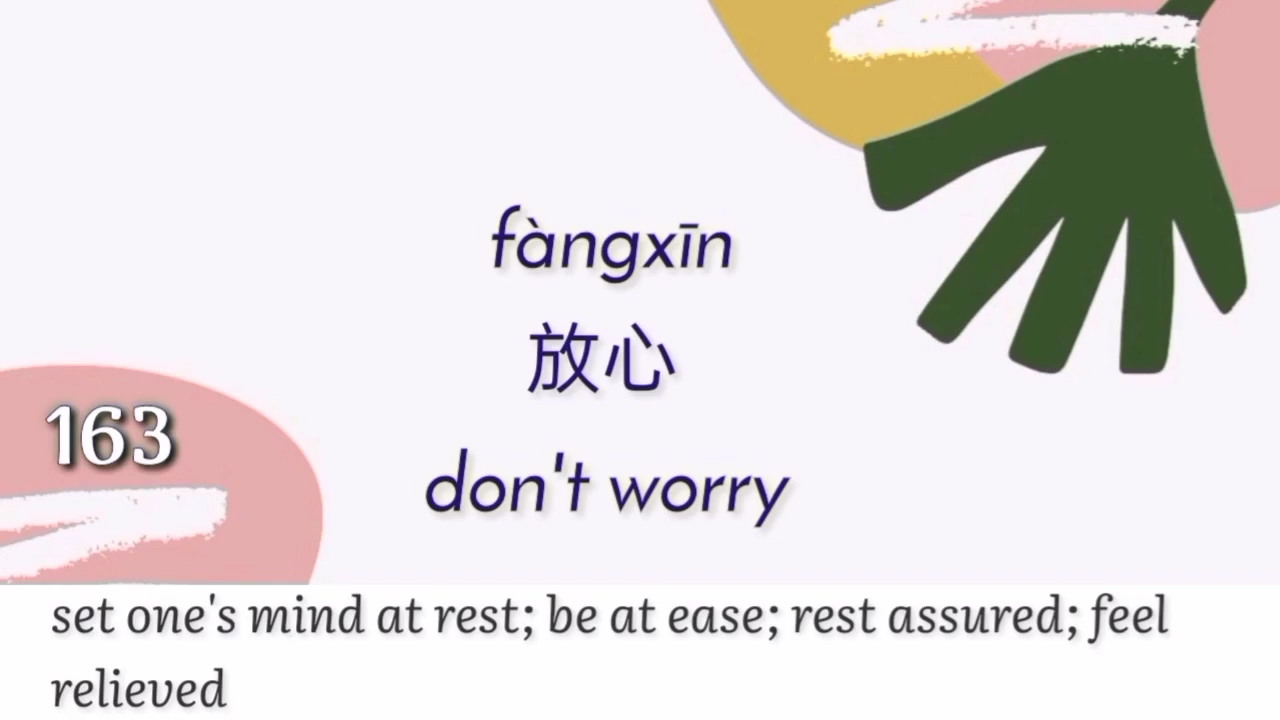 fàngxīn
放心
163
don't worry
set one's mind at rest; be at ease; rest assured; feel
relieved